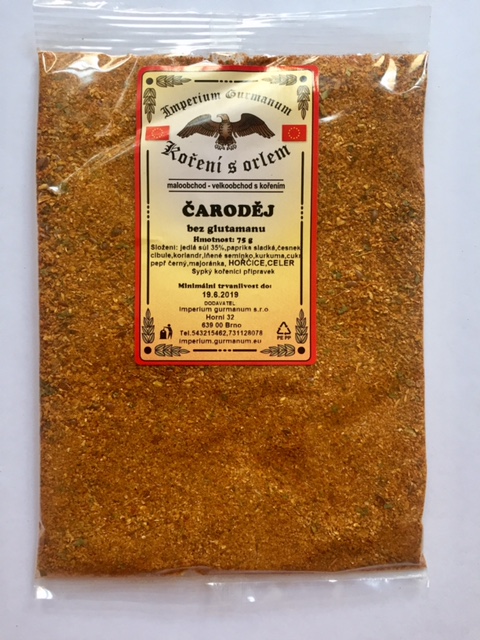 Imperium Gurmanum
Koření s orlem
maloobchod - velkoobchod s kořením
ČARODĚJ
bez glutamanu
Hmotnost: 75 g
Složení: jedlá sůl 35%,paprika sladká,česnek
cibule,koriandr,lněné semínko,kurkuma,cukr
pepř černý,majoránka, HOŘČICE,CELER
Sypký kořenící přípravek
Minimální trvanlivost do:
19.6.2019
DODAVATEL
Imperium gurmanum s.r.o
Horní 32
639 00 Brno
Tel.543215462,731128078
imperium.gurmanum.eu
PE PP